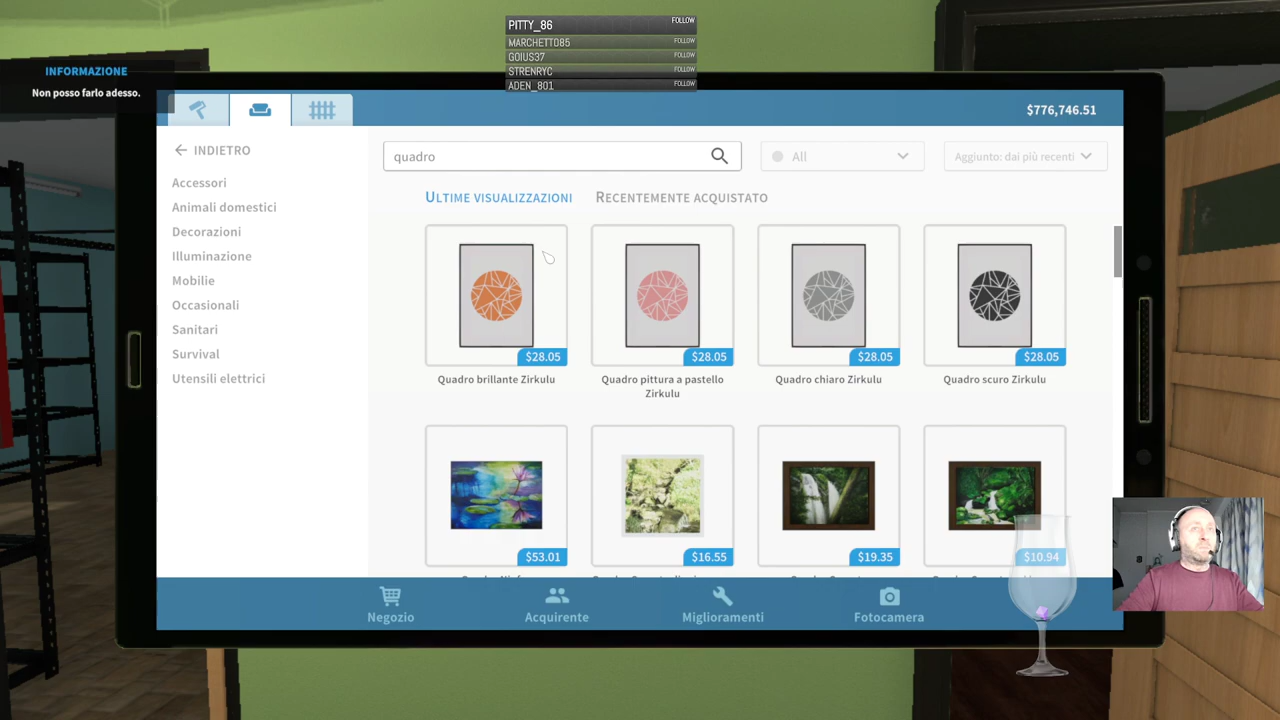 PITTY_86 FOLLOW
MARCHETTO85 FOLLOW
GOIUS37 FOLLOW
STRENRYC FOLLOW
ADEN_801 FOLLOW
INFORMAZIONE
Non posso farlo adesso.
$776,746.51
INDIETRO
Accessori
Animali domestici
Decorazioni
Illuminazione
Mobilie
Occasionali
Sanitari
Survival
Utensili elettrici
quadro
All
Aggiunto: dai più recenti
ULTIME VISUALIZZAZIONI
RECENTEMENTE ACQUISTATO
$28.05
$28.05
$28.05
$28.05
Quadro brillante Zirkulu
Quadro pittura a pastello
Zirkulu
Quadro chiaro Zirkulu
Quadro scuro Zirkulu
$53.01
$16.55
$19.35
$10.94
Negozio
Acquirente
Miglioramenti
Fotocamera